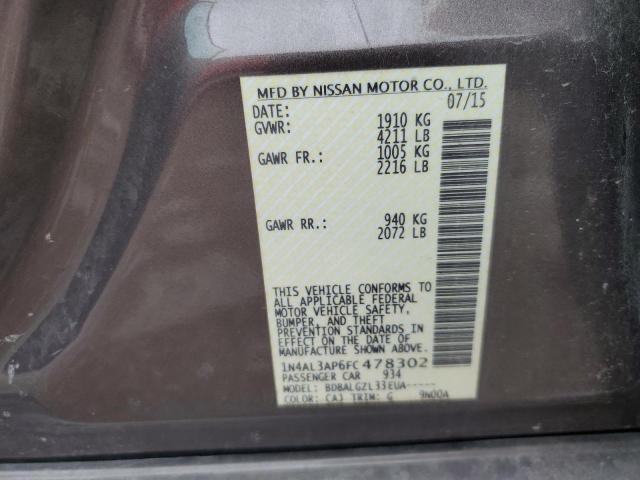 MFD BY NISSAN MOTOR CO., LTD.
DATE: 07/15
GVWR: 1910 KG
4211 LB
GAWR FR.: 1005 KG
2216 LB
GAWR RR.: 940 KG
2072 LB
THIS VEHICLE CONFORMS TO
ALL APPLICABLE FEDERAL
MOTOR VEHICLE SAFETY,
BUMPER, AND THEFT
PREVENTION STANDARDS IN
EFFECT ON THE DATE OF
MANUFACTURE SHOWN ABOVE.
1N4AL3AP6FC478302
PASSENGER CAR 934
MODEL: BDBALGZL33EUA-----
COLOR: CAJ TRIM: G 9N00A